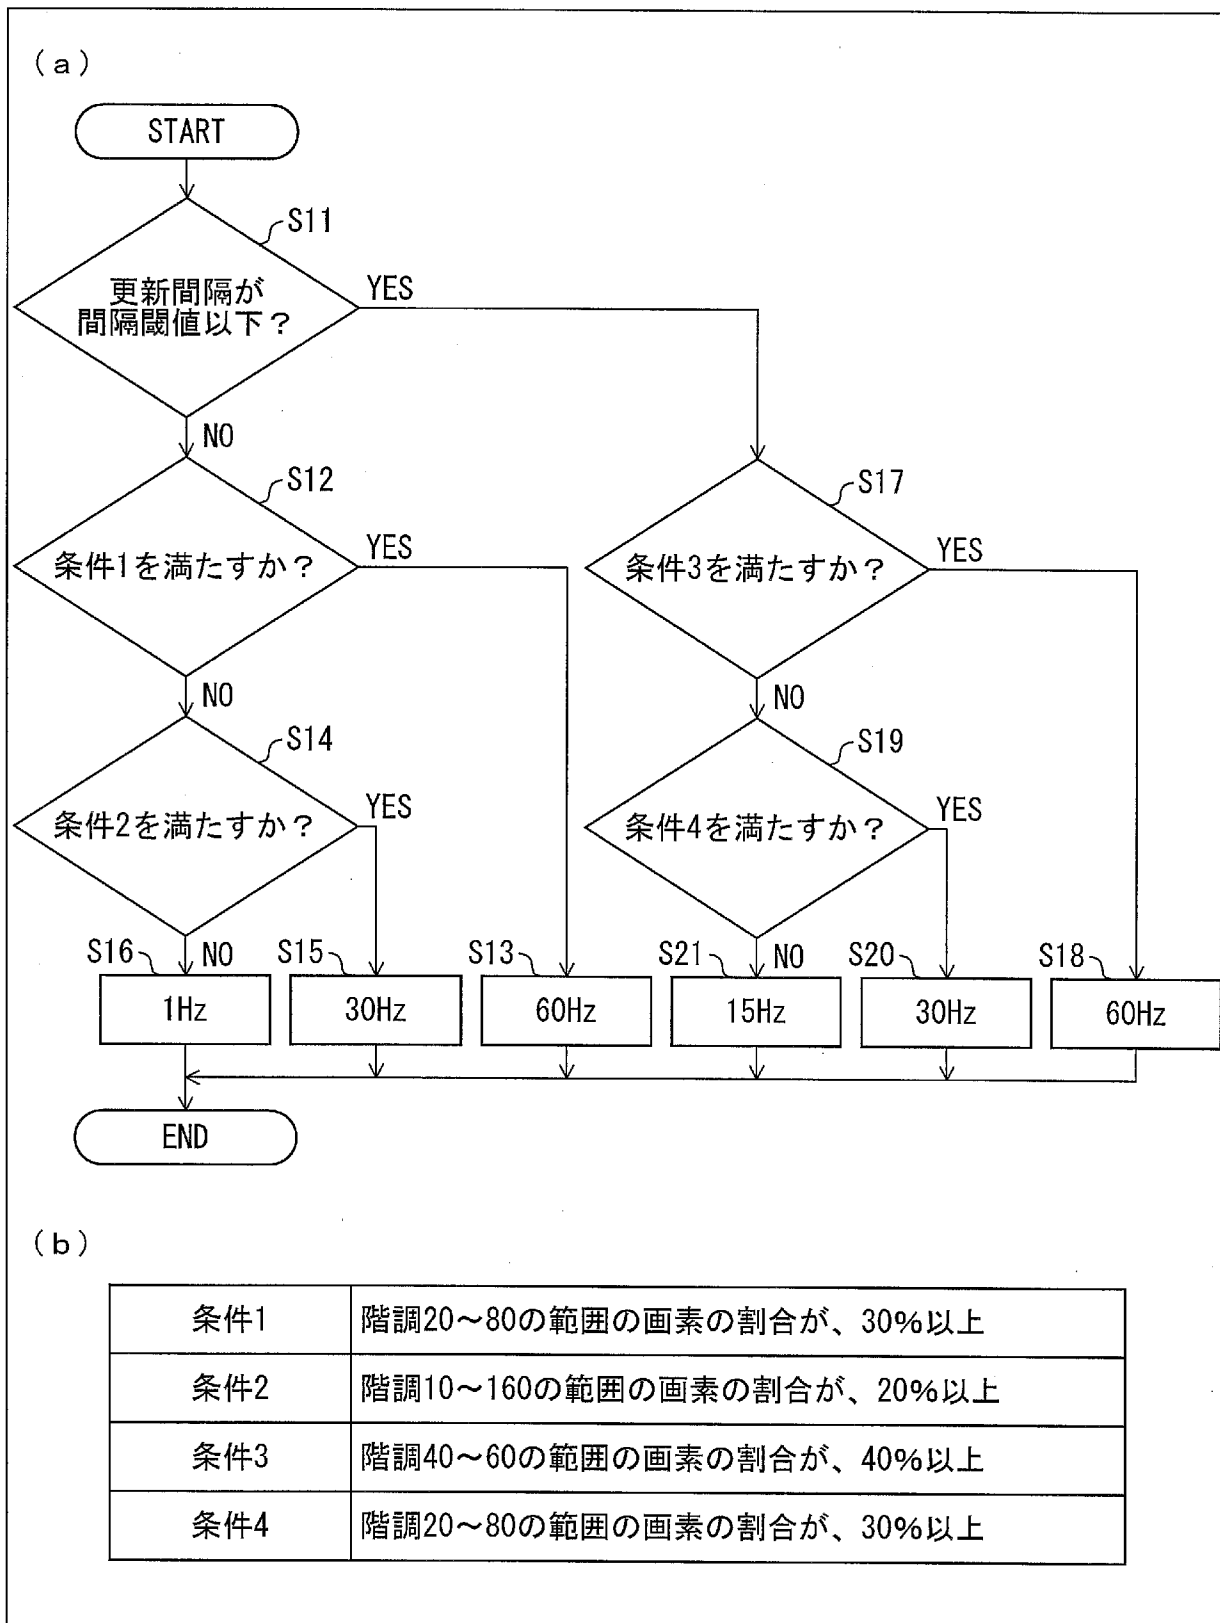 (a)
START
S11
更新間隔が
間隔閾値以下？
YES
NO
S12
条件1を満たすか？
YES
NO
S17
条件3を満たすか？
YES
NO
S14
条件2を満たすか？
YES
NO
S19
条件4を満たすか？
YES
NO
S16
1Hz
S15
30Hz
S13
60Hz
S21
15Hz
S20
30Hz
S18
60Hz
END
(b)
条件1 階調20～80の範囲の画素の割合が、30%以上
条件2 階調10～160の範囲の画素の割合が、20%以上
条件3 階調40～60の範囲の画素の割合が、40%以上
条件4 階調20～80の範囲の画素の割合が、30%以上